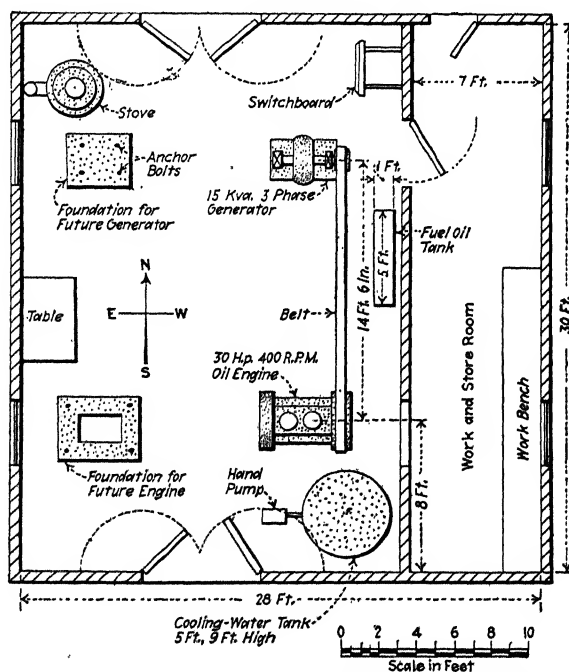 7 Ft.
Switchboard
Stove
Anchor
Bolts
1 Ft.
15 Kva. 3 Phase
Generator
Foundation for
Future Generator
Fuel Oil
Tank
5 Ft.
14 Ft. 6 In.
30 Ft.
N
E W
S
Table
Belt
30 H.p. 400 R.P.M.
Oil Engine
Work and Store Room
Work Bench
Foundation for
Future Engine
Hand
Pump
8 Ft.
28 Ft.
Cooling-Water Tank
5 Ft., 9 Ft. High
0 2 4 6 8 10
Scale in Feet